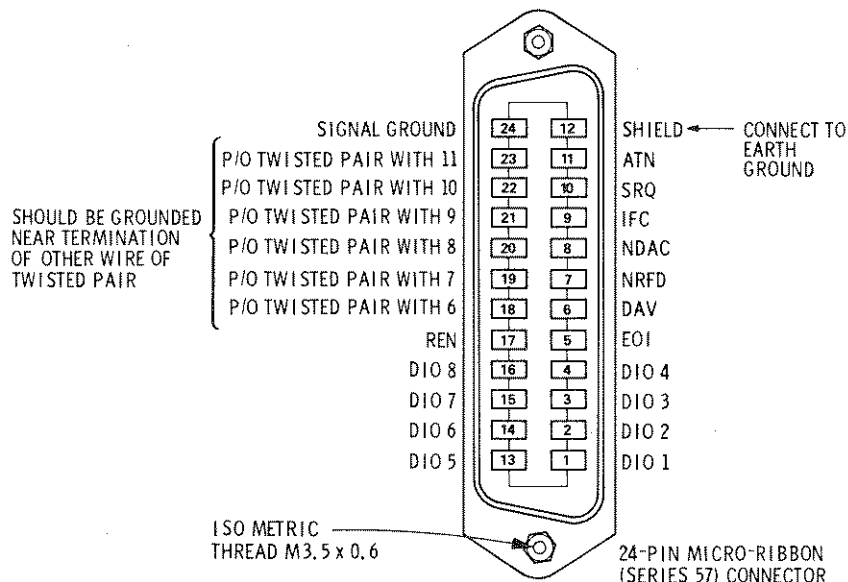 SIGNAL GROUND 24 12 SHIELD CONNECT TO
EARTH
GROUND
P/O TWISTED PAIR WITH 11 23 11 ATN
P/O TWISTED PAIR WITH 10 22 10 SRQ
P/O TWISTED PAIR WITH 9 21 9 IFC
P/O TWISTED PAIR WITH 8 20 8 NDAC
P/O TWISTED PAIR WITH 7 19 7 NRFD
P/O TWISTED PAIR WITH 6 18 6 DAV
SHOULD BE GROUNDED
NEAR TERMINATION
OF OTHER WIRE OF
TWISTED PAIR
REN 17 5 EOI
DIO 8 16 4 DIO 4
DIO 7 15 3 DIO 3
DIO 6 14 2 DIO 2
DIO 5 13 1 DIO 1
ISO METRIC
THREAD M3.5 x 0.6
24-PIN MICRO-RIBBON
(SERIES 57) CONNECTOR